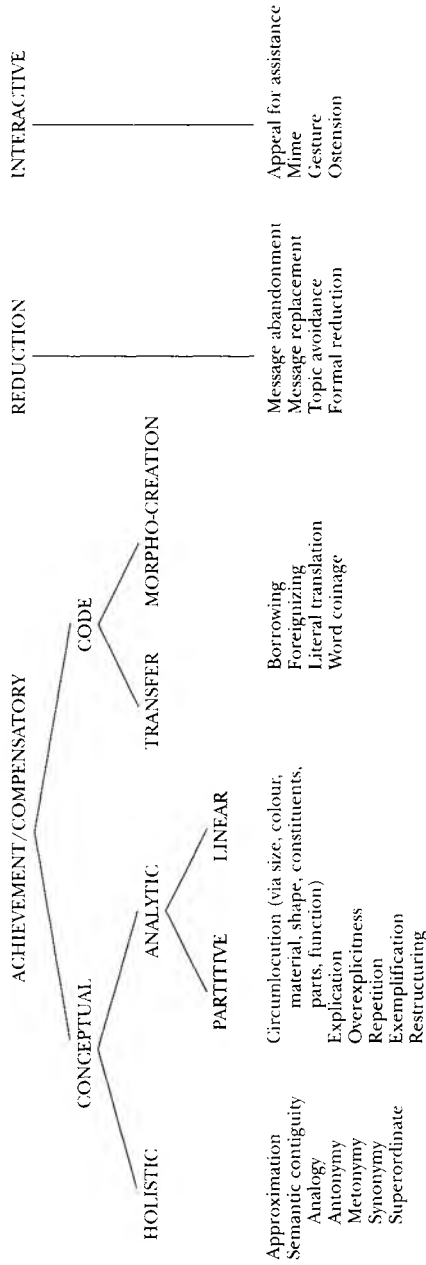 ACHIEVEMENT/COMPENSATORY
REDUCTION
INTERACTIVE
CONCEPTUAL
CODE
HOLISTIC
ANALYTIC
TRANSFER
MORPHO-CREATION
PARTITIVE
LINEAR
Approximation
Semantic contiguity
Analogy
Antonymy
Metonymy
Synonymy
Superordinate
Circumlocution (via size, colour,
material, shape, constituents,
parts, function)
Explication
Overexplicitness
Repetition
Exemplification
Restructuring
Borrowing
Foreignizing
Literal translation
Word coinage
Message abandonment
Message replacement
Topic avoidance
Formal reduction
Appeal for assistance
Mime
Gesture
Ostension